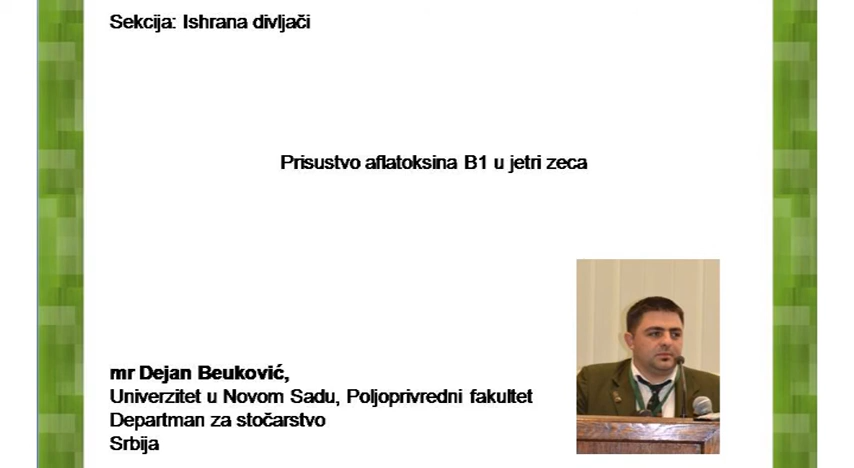 Sekcija: Ishrana divljači
Prisustvo aflatoksina B1 u jetri zeca
mr Dejan Beuković,
Univerzitet u Novom Sadu, Poljoprivredni fakultet
Departman za stočarstvo
Srbija